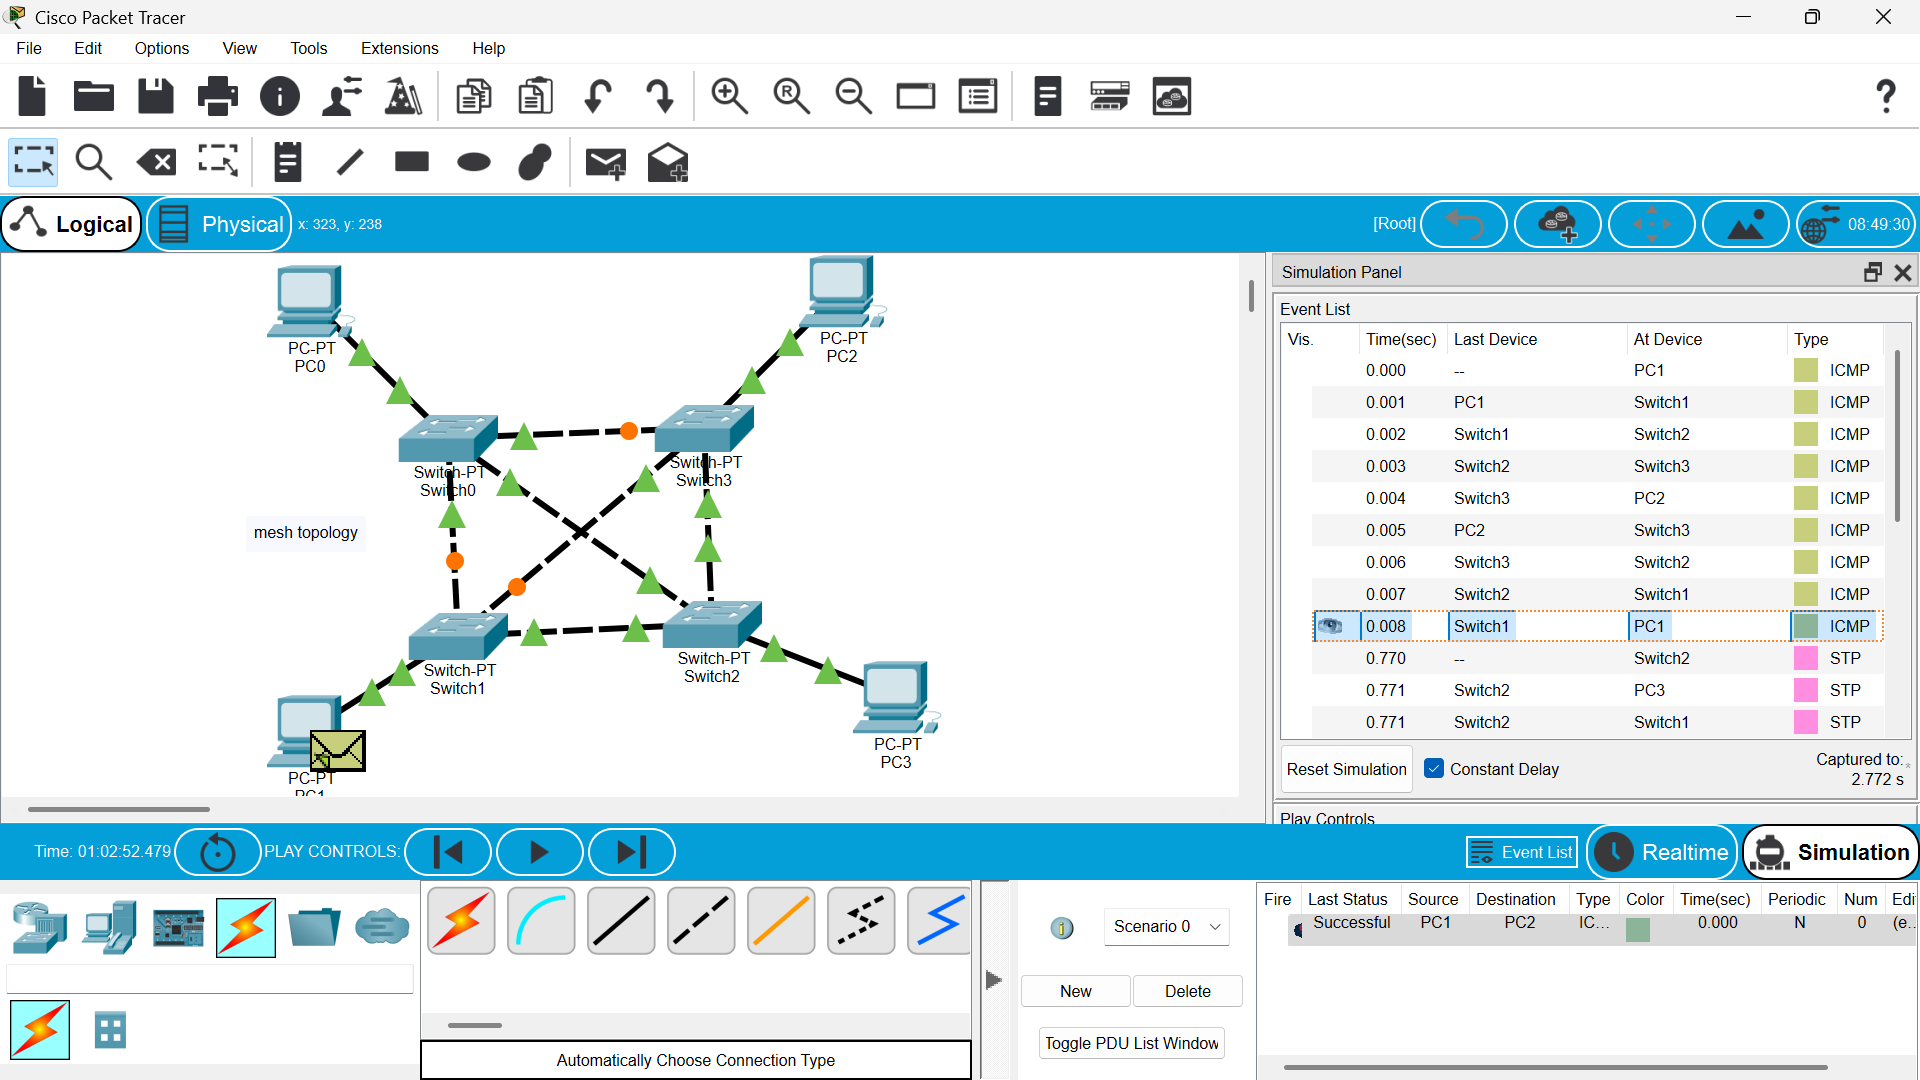 Cisco Packet Tracer
File Edit Options View Tools Extensions Help
Logical Physical x: 323, y: 238 [Root] 08:49:30
Simulation Panel
Event List
Vis. Time(sec) Last Device At Device Type
0.000 -- PC1 ICMP
0.001 PC1 Switch1 ICMP
0.002 Switch1 Switch2 ICMP
0.003 Switch2 Switch3 ICMP
0.004 Switch3 PC2 ICMP
0.005 PC2 Switch3 ICMP
0.006 Switch3 Switch2 ICMP
0.007 Switch2 Switch1 ICMP
0.008 Switch1 PC1 ICMP
0.770 -- Switch2 STP
0.771 Switch2 PC3 STP
0.771 Switch2 Switch1 STP
Reset Simulation Constant Delay Captured to: *
2.772 s
Play Controls
PC-PT
PC0
PC-PT
PC2
Switch-PT
Switch0
Switch-PT
Switch3
mesh topology
Switch-PT
Switch1
Switch-PT
Switch2
PC-PT
PC3
PC-PT
PC1
Time: 01:02:52.479 PLAY CONTROLS: Event List Realtime Simulation
Automatically Choose Connection Type
Scenario 0
New Delete
Toggle PDU List Window
Fire Last Status Source Destination Type Color Time(sec) Periodic Num Edi
Successful PC1 PC2 IC... 0.000 N 0 (e..